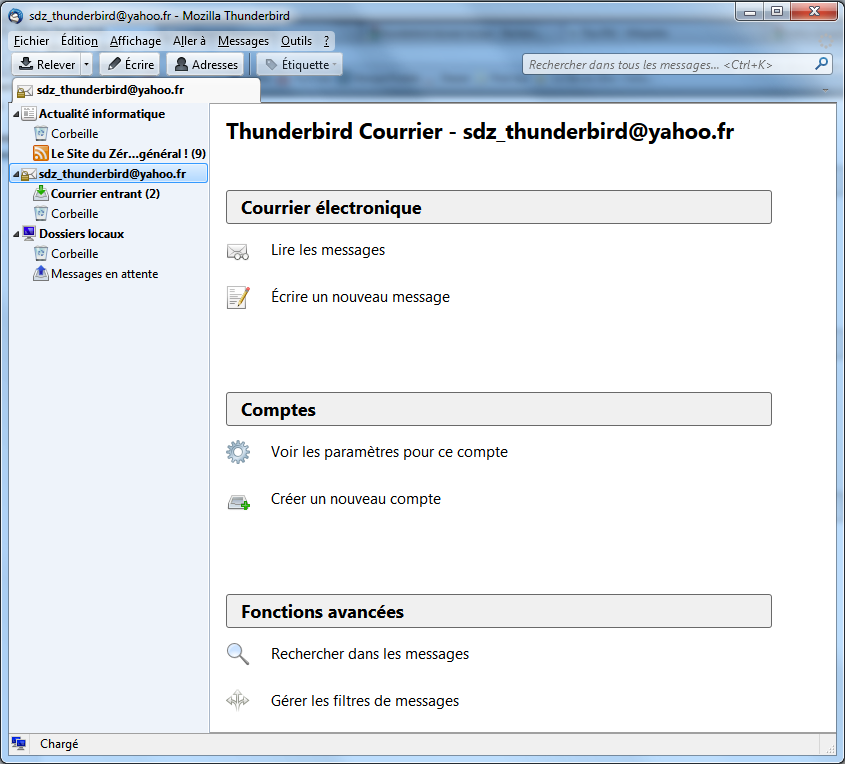 sdz_thunderbird@yahoo.fr - Mozilla Thunderbird
Fichier Édition Affichage Aller à Messages Outils ?
Relever Écrire Adresses Étiquette Rechercher dans tous les messages... <Ctrl+K>
sdz_thunderbird@yahoo.fr
Actualité informatique
Corbeille
Le Site du Zér...général ! (9)
sdz_thunderbird@yahoo.fr
Courrier entrant (2)
Corbeille
Dossiers locaux
Corbeille
Messages en attente
Thunderbird Courrier - sdz_thunderbird@yahoo.fr
Courrier électronique
Lire les messages
Écrire un nouveau message
Comptes
Voir les paramètres pour ce compte
Créer un nouveau compte
Fonctions avancées
Rechercher dans les messages
Gérer les filtres de messages
Chargé